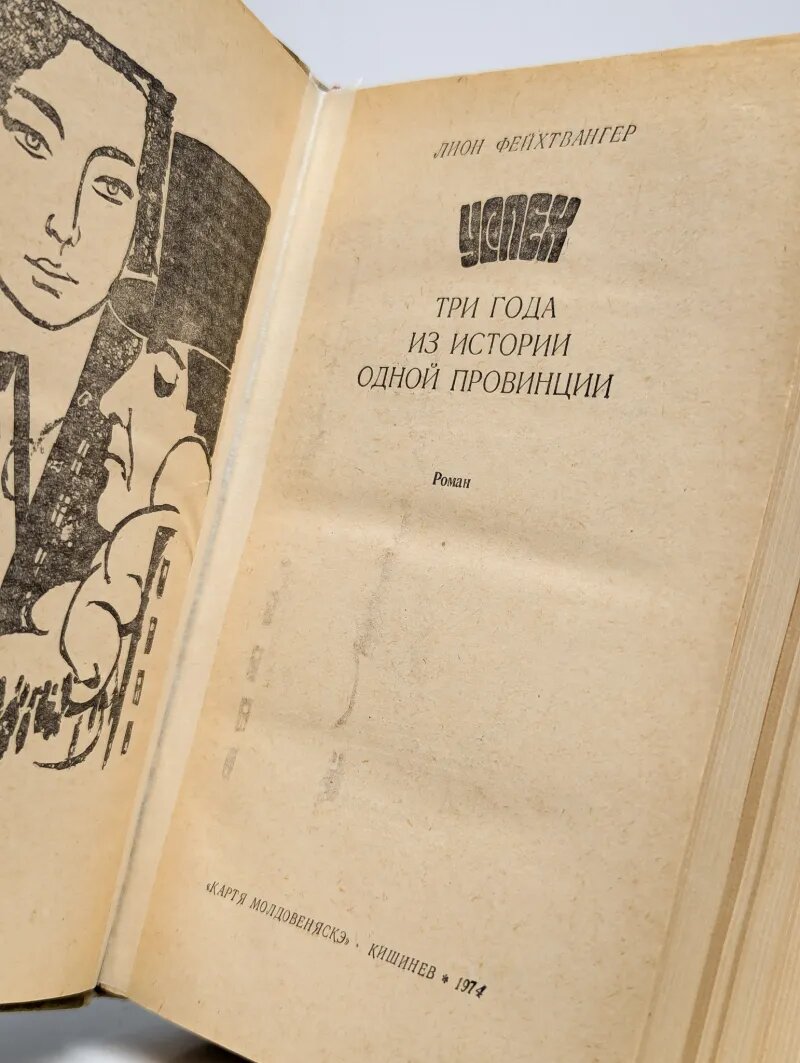 ЛИОН ФЕЙХТВАНГЕР
УСПЕХ
ТРИ ГОДА
ИЗ ИСТОРИИ
ОДНОЙ ПРОВИНЦИИ
Роман
«КАРТЯ МОЛДОВЕНЯСКЭ» · КИШИНЕВ * 1974